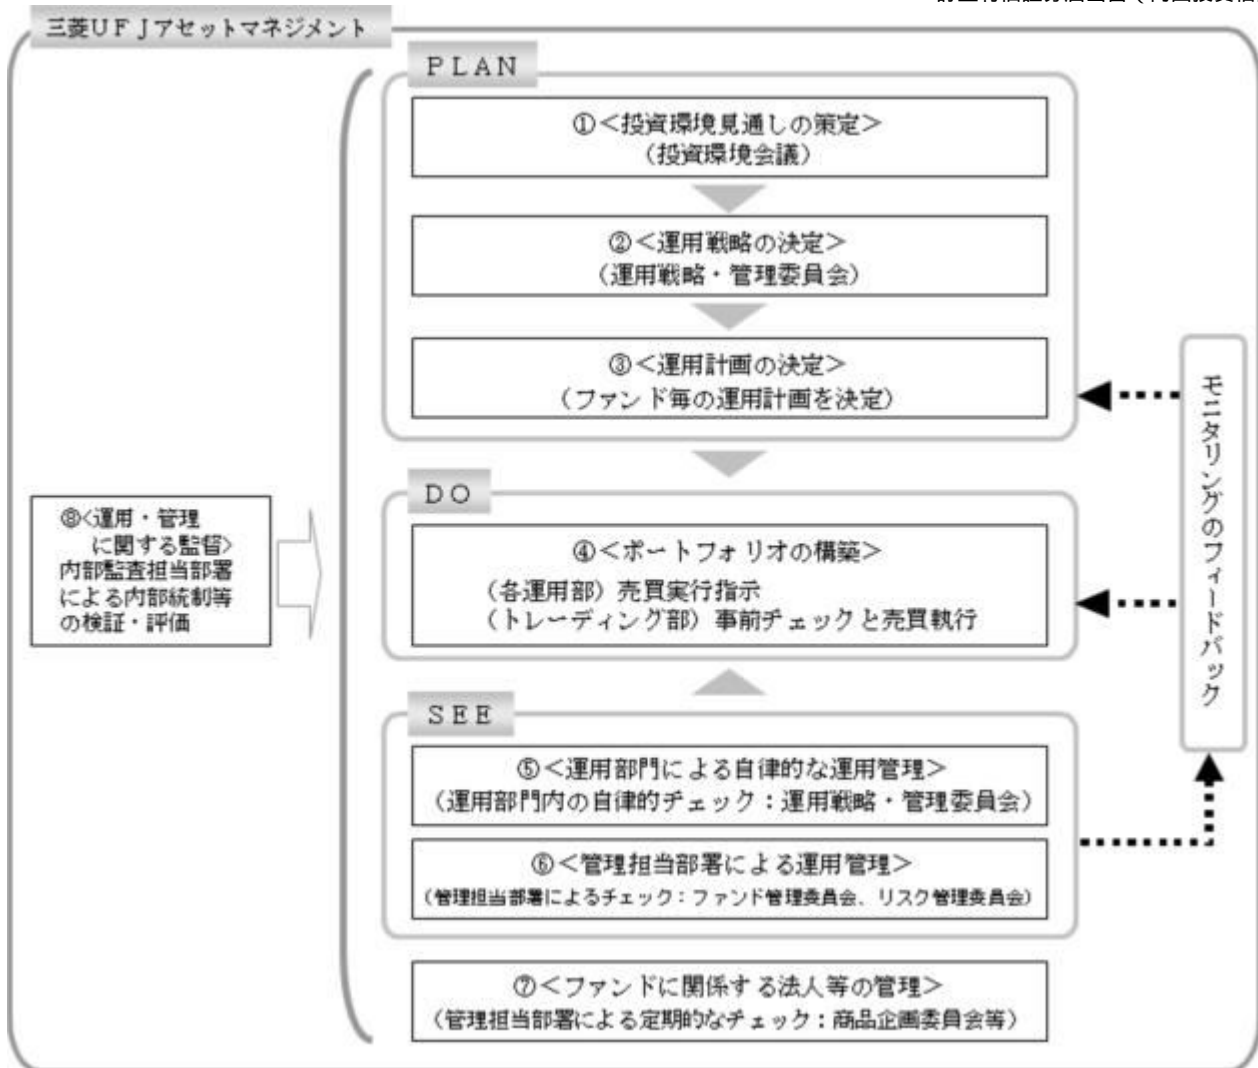 三菱UFJアセットマネジメント
PLAN
①＜投資環境見通しの策定＞
（投資環境会議）
②＜運用戦略の決定＞
（運用戦略・管理委員会）
③＜運用計画の決定＞
（ファンド毎の運用計画を決定）
DO
④＜ポートフォリオの構築＞
（各運用部）売買実行指示
（トレーディング部）事前チェックと売買執行
SEE
⑤＜運用部門による自律的な運用管理＞
（運用部門内の自律的チェック：運用戦略・管理委員会）
⑥＜管理担当部署による運用管理＞
（管理担当部署によるチェック：ファンド管理委員会、リスク管理委員会）
⑦＜ファンドに関係する法人等の管理＞
（管理担当部署による定期的なチェック：商品企画委員会等）
⑧＜運用・管理
に関する監督＞
内部監査担当部署
による内部統制等
の検証・評価
モニタリングのフィードバック